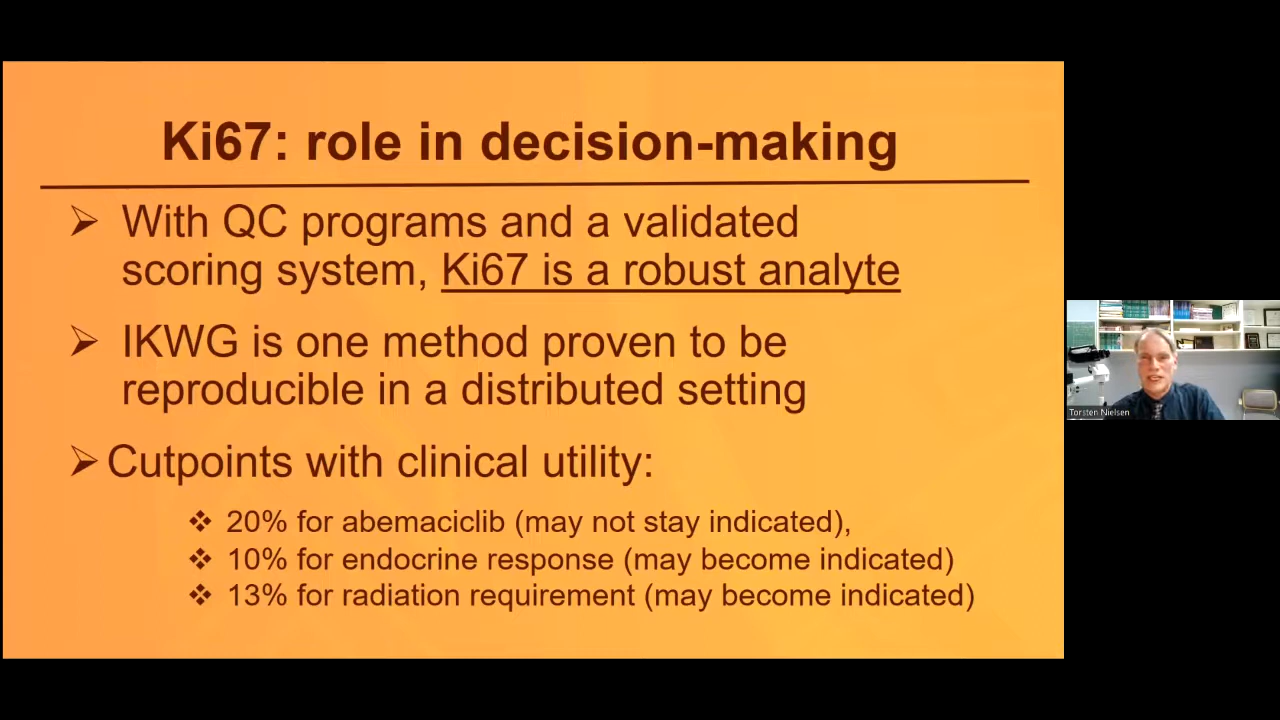 Ki67: role in decision-making
➢ With QC programs and a validated
scoring system, Ki67 is a robust analyte
➢ IKWG is one method proven to be
reproducible in a distributed setting
➢ Cutpoints with clinical utility:
❖ 20% for abemaciclib (may not stay indicated),
❖ 10% for endocrine response (may become indicated)
❖ 13% for radiation requirement (may become indicated)
Torsten Nielsen